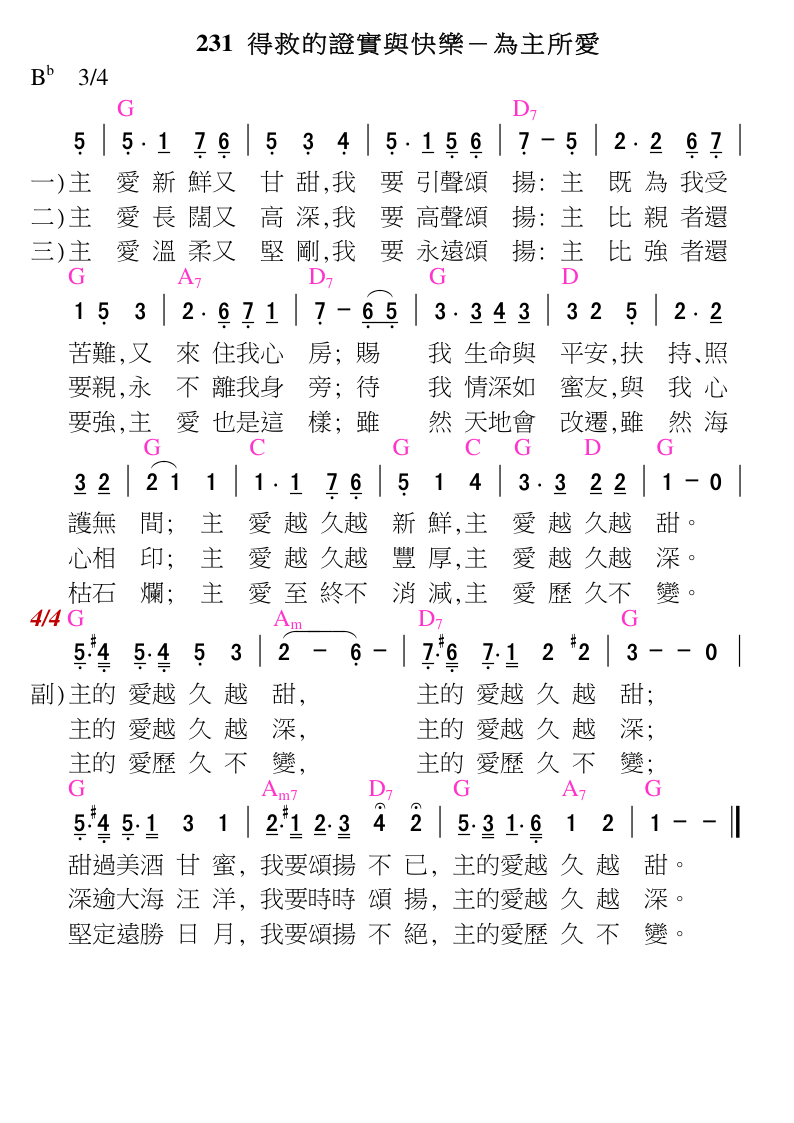 231 得救的證實與快樂－為主所愛
B♭ 3/4
G D7
5 | 5· 1 7 6 | 5 3 4 | 5· 1 5 6 | 7 – 5 | 2· 2 6 7 |
一)主 愛 新 鮮又 甘 甜,我 要 引聲頌 揚: 主 既 為 我受
二)主 愛 長 闊又 高 深,我 要 高聲頌 揚: 主 比 親 者還
三)主 愛 溫 柔又 堅 剛,我 要 永遠頌 揚: 主 比 強 者還
G A7 D7 G D
1 5 3 | 2· 6 7 1 | 7 – 6 5 | 3· 3 4 3 | 3 2 5 | 2· 2
苦難,又 來 住我心 房; 賜 我 生命與 平安,扶 持、照
要親,永 不 離我身 旁; 待 我 情深如 蜜友,與 我 心
要強,主 愛 也是這 樣; 雖 然 天地會 改遷,雖 然 海
G C G C G D G
3 2 | 2 1 1 | 1· 1 7 6 | 5 1 4 | 3· 3 2 2 | 1 – 0 |
護無 間; 主 愛 越 久越 新 鮮,主 愛 越 久越 甜。
心相 印; 主 愛 越 久越 豐 厚,主 愛 越 久越 深。
枯石 爛; 主 愛 至 終不 消 減,主 愛 歷 久不 變。
4/4 G Am D7 G
5·#4 5·4 5 3 | 2 – 6 – | 7·#6 7·1 2 #2 | 3 – – 0 |
副)主的 愛越 久 越 甜, 主的 愛越 久 越 甜;
主的 愛越 久 越 深, 主的 愛越 久 越 深;
主的 愛歷 久 不 變, 主的 愛歷 久 不 變;
G Am7 D7 G A7 G
5·#4 5·1 3 1 | 2·#1 2·3 4 2 | 5·3 1·6 1 2 | 1 – – ‖
甜過美酒 甘 蜜, 我要頌揚 不 已, 主的愛越 久 越 甜。
深逾大海 汪 洋, 我要時時 頌 揚, 主的愛越 久 越 深。
堅定遠勝 日 月, 我要頌揚 不 絕, 主的愛歷 久 不 變。